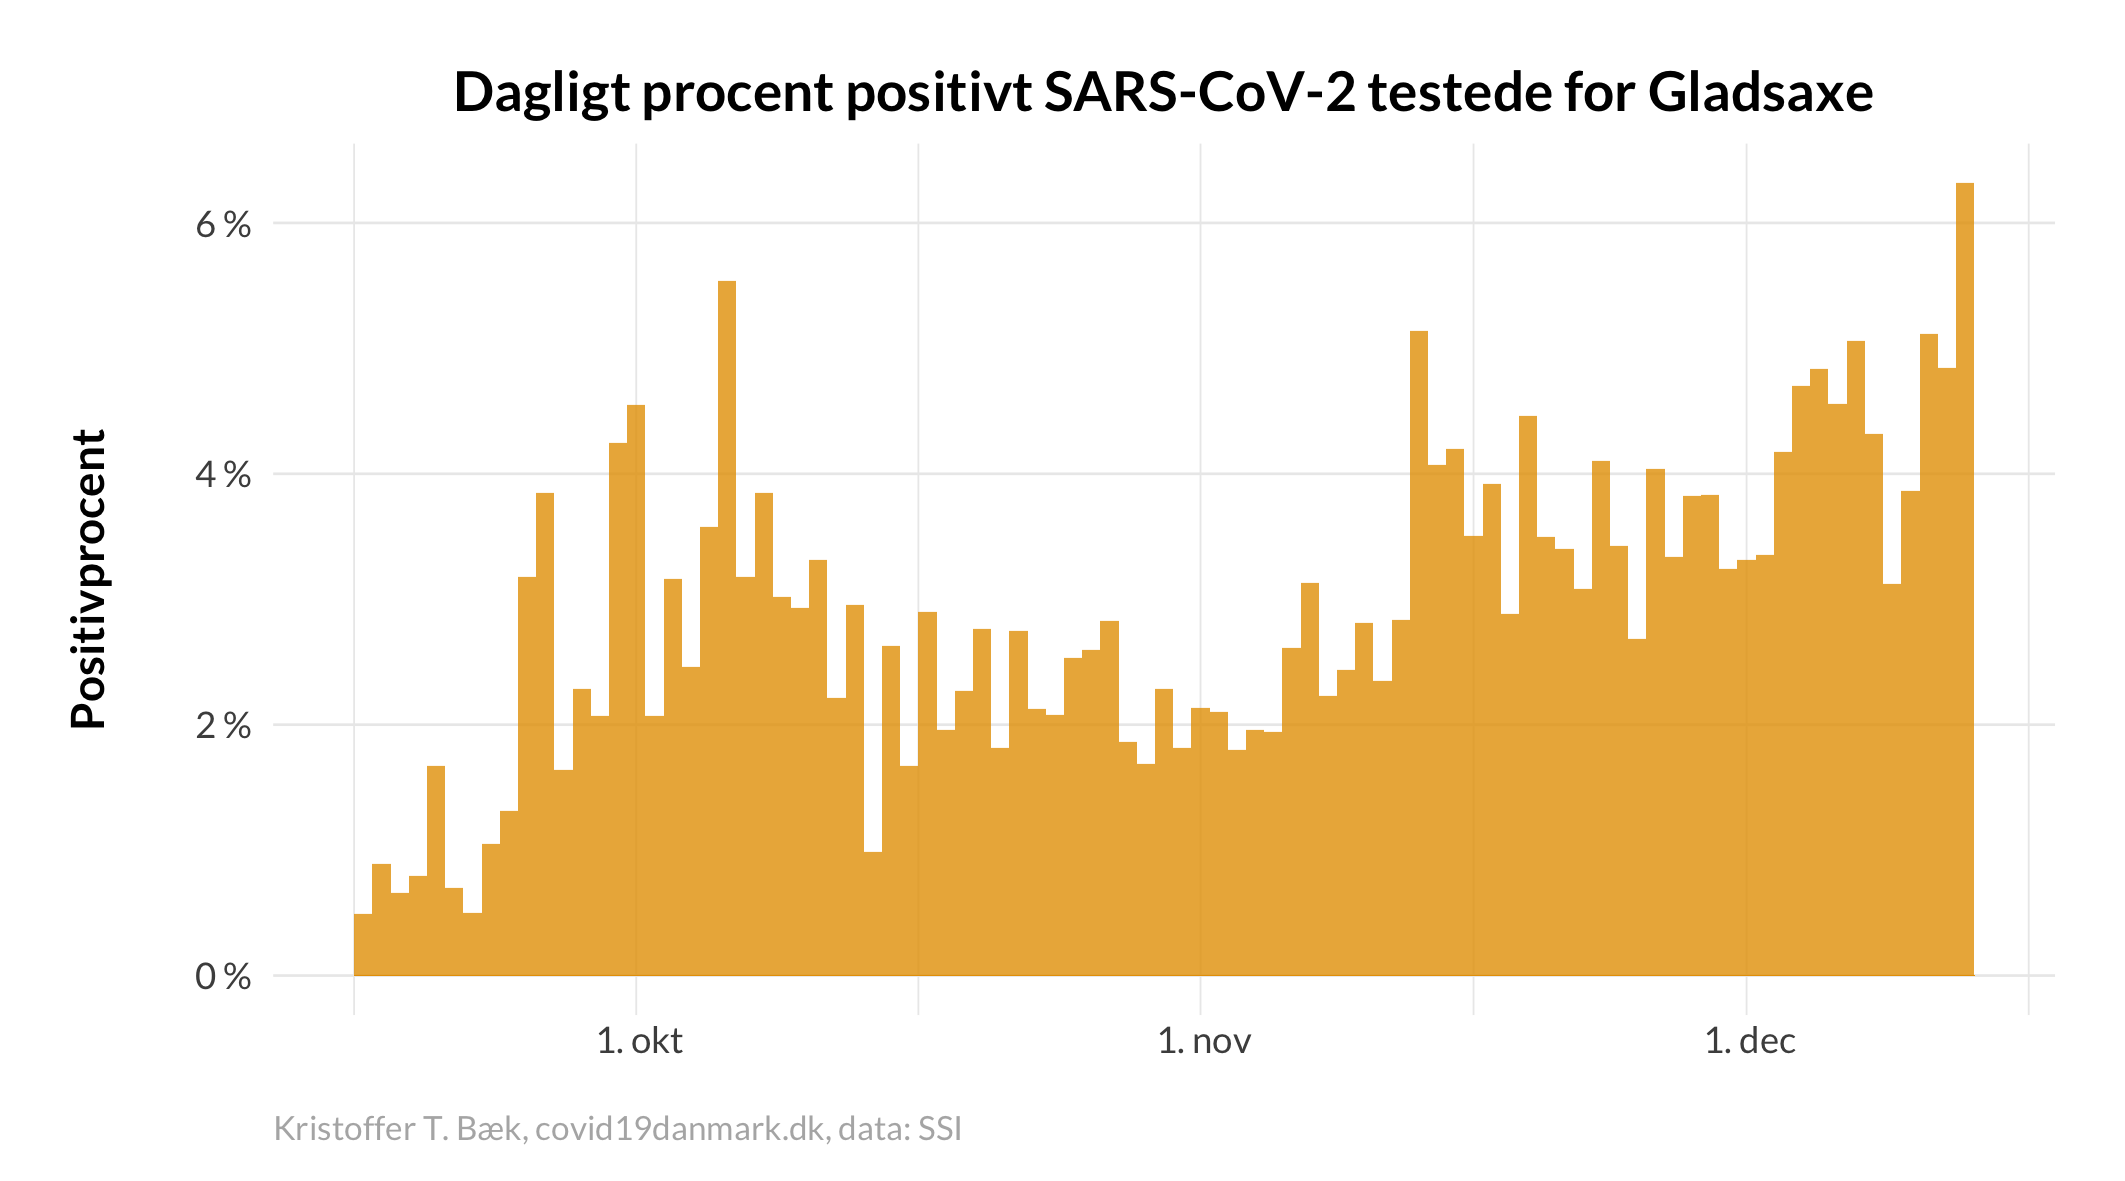 Dagligt procent positivt SARS-CoV-2 testede for Gladsaxe
Positivprocent
6 %
4 %
2 %
0 %
1. okt
1. nov
1. dec
Kristoffer T. Bæk, covid19danmark.dk, data: SSI